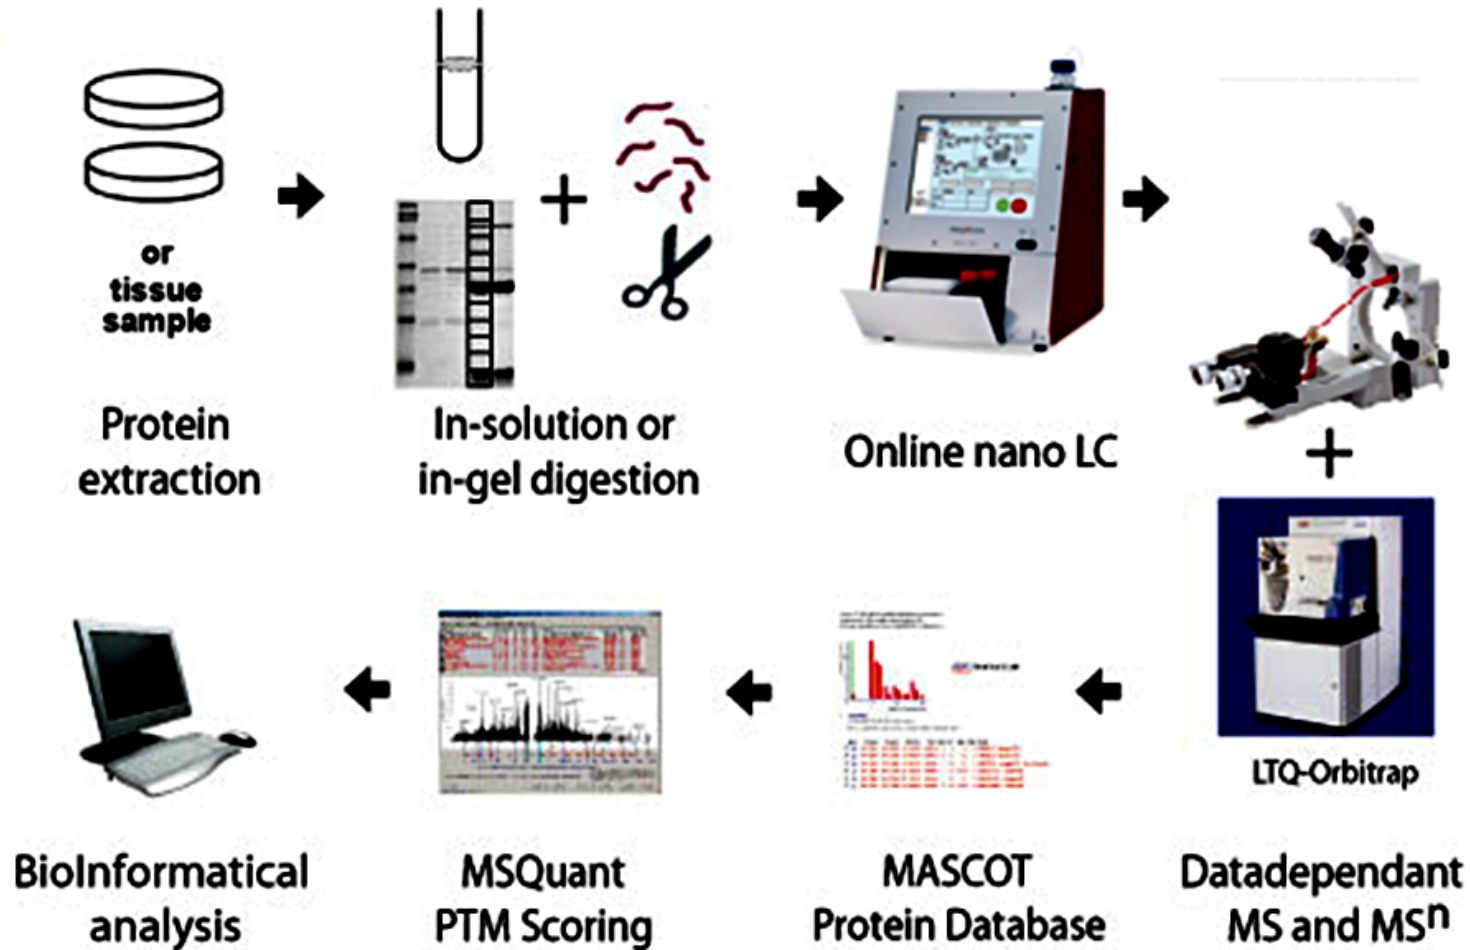 or
tissue
sample
Protein
extraction
In-solution or
in-gel digestion
Online nano LC
LTQ-Orbitrap
Datadependant
MS and MSⁿ
MASCOT
Protein Database
MSQuant
PTM Scoring
BioInformatical
analysis